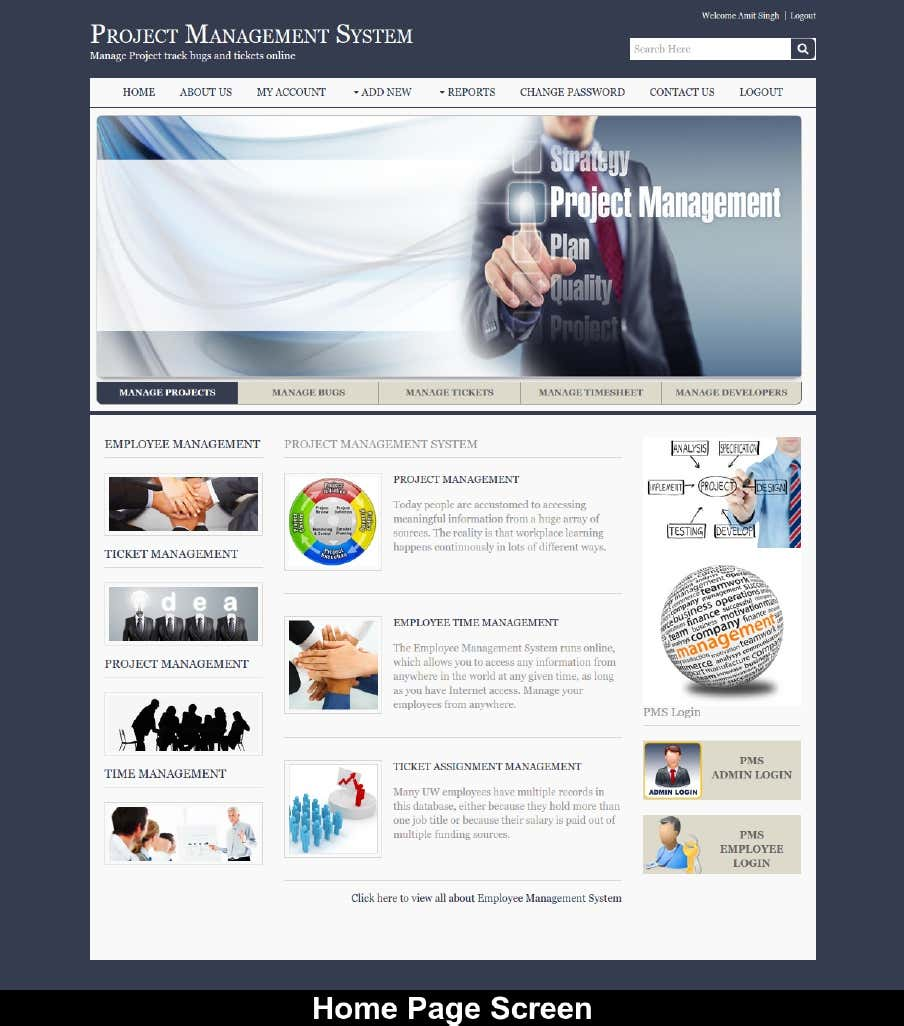 Welcome Amit Singh | Logout
PROJECT MANAGEMENT SYSTEM
Manage Project track bugs and tickets online
Search Here
HOME ABOUT US MY ACCOUNT ADD NEW REPORTS CHANGE PASSWORD CONTACT US LOGOUT
Strategy
Project Management
Plan
Quality
Project
MANAGE PROJECTS MANAGE BUGS MANAGE TICKETS MANAGE TIMESHEET MANAGE DEVELOPERS
EMPLOYEE MANAGEMENT
TICKET MANAGEMENT
idea
PROJECT MANAGEMENT
TIME MANAGEMENT
PROJECT MANAGEMENT SYSTEM
PROJECT MANAGEMENT
Today people are accustomed to accessing
meaningful information from a huge array of
sources. The reality is that workplace learning
happens continuously in lots of different ways.
EMPLOYEE TIME MANAGEMENT
The Employee Management System runs online,
which allows you to access any information from
anywhere in the world at any given time, as long
as you have Internet access. Manage your
employees from anywhere.
TICKET ASSIGNMENT MANAGEMENT
Many UW employees have multiple records in
this database, either because they hold more than
one job title or because their salary is paid out of
multiple funding sources.
Click here to view all about Employee Management System
ANALYSIS SPECIFICATION
IMPLEMENT PROJECT DESIGN
TESTING DEVELOP
business operations
company finance
management
PMS Login
ADMIN LOGIN
PMS
ADMIN LOGIN
PMS
EMPLOYEE
LOGIN
Home Page Screen